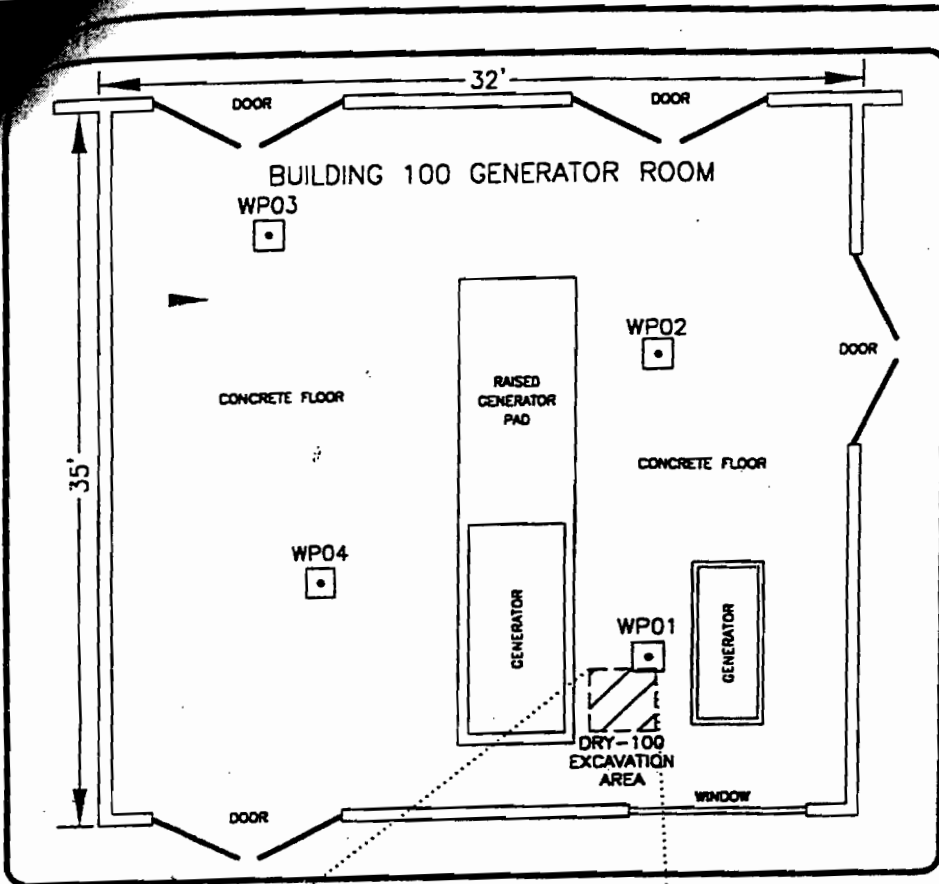 32'
DOOR
DOOR
BUILDING 100 GENERATOR ROOM
WP03
WP02
DOOR
RAISED
GENERATOR
PAD
CONCRETE FLOOR
CONCRETE FLOOR
35'
WP04
GENERATOR
WP01
GENERATOR
DRY-100
EXCAVATION
AREA
WINDOW
DOOR